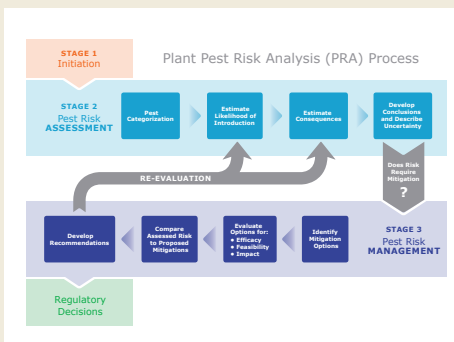 Plant Pest Risk Analysis (PRA) Process
STAGE 1
Initiation
STAGE 2
Pest Risk
ASSESSMENT
Pest
Categorization
Estimate
Likelihood of
Introduction
Estimate
Consequences
Develop
Conclusions
and Describe
Uncertainty
Does Risk
Require
Mitigation
?
RE-EVALUATION
STAGE 3
Pest Risk
MANAGEMENT
Identify
Mitigation
Options
Evaluate
Options for:
• Efficacy
• Feasibility
• Impact
Compare
Assessed Risk
to Proposed
Mitigations
Develop
Recommendations
Regulatory
Decisions